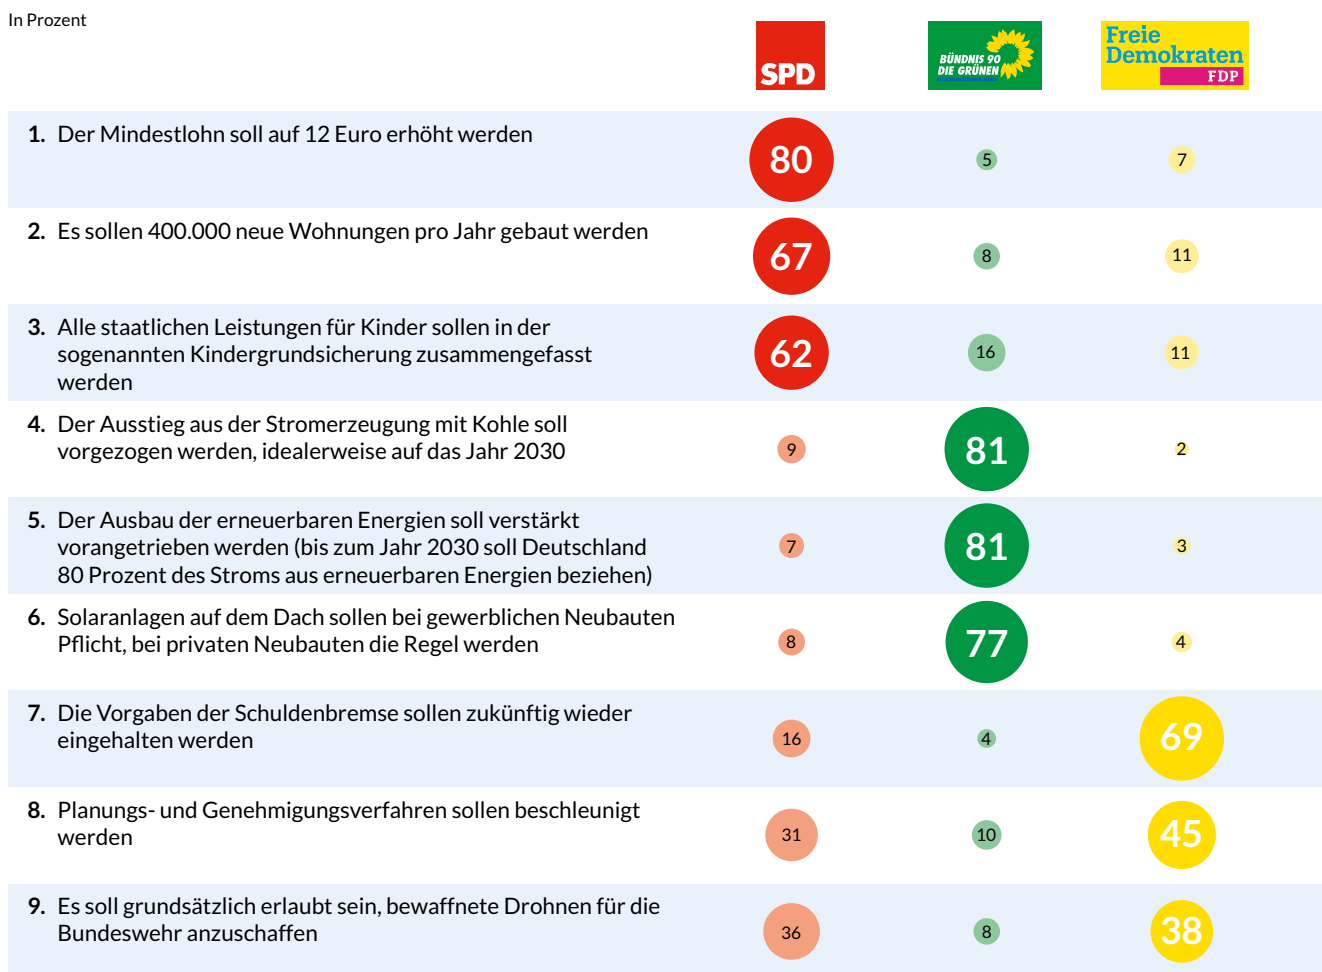 In Prozent
SPD
BÜNDNIS 90
DIE GRÜNEN
Freie
Demokraten
FDP
1. Der Mindestlohn soll auf 12 Euro erhöht werden
80 5 7
2. Es sollen 400.000 neue Wohnungen pro Jahr gebaut werden
67 8 11
3. Alle staatlichen Leistungen für Kinder sollen in der
sogenannten Kindergrundsicherung zusammengefasst
werden
62 16 11
4. Der Ausstieg aus der Stromerzeugung mit Kohle soll
vorgezogen werden, idealerweise auf das Jahr 2030
9 81 2
5. Der Ausbau der erneuerbaren Energien soll verstärkt
vorangetrieben werden (bis zum Jahr 2030 soll Deutschland
80 Prozent des Stroms aus erneuerbaren Energien beziehen)
7 81 3
6. Solaranlagen auf dem Dach sollen bei gewerblichen Neubauten
Pflicht, bei privaten Neubauten die Regel werden
8 77 4
7. Die Vorgaben der Schuldenbremse sollen zukünftig wieder
eingehalten werden
16 4 69
8. Planungs- und Genehmigungsverfahren sollen beschleunigt
werden
31 10 45
9. Es soll grundsätzlich erlaubt sein, bewaffnete Drohnen für die
Bundeswehr anzuschaffen
36 8 38